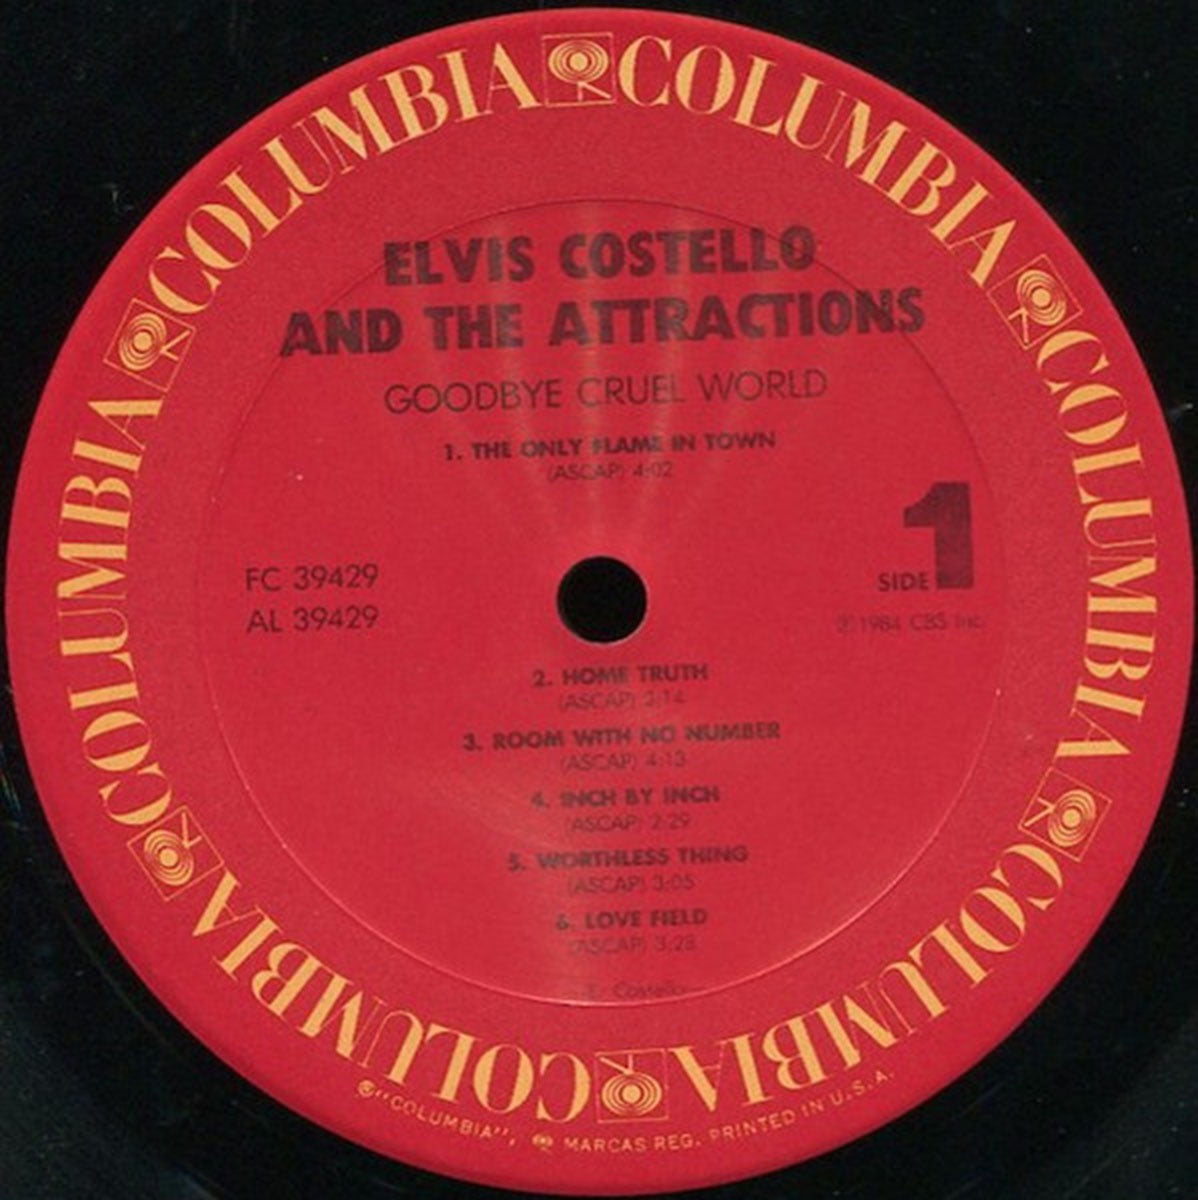 COLUMBIA COLUMBIA COLUMBIA COLUMBIA COLUMBIA COLUMBIA
ELVIS COSTELLO
AND THE ATTRACTIONS
GOODBYE CRUEL WORLD
1. THE ONLY FLAME IN TOWN
(ASCAP) 4:02
FC 39429
AL 39429
SIDE 1
Ⓟ 1984 CBS Inc.
2. HOME TRUTH
(ASCAP) 3:14
3. ROOM WITH NO NUMBER
(ASCAP) 4:13
4. INCH BY INCH
(ASCAP) 2:29
5. WORTHLESS THING
(ASCAP) 3:05
6. LOVE FIELD
(ASCAP) 3:28
Costello
"COLUMBIA", MARCAS REG. PRINTED IN U.S.A.